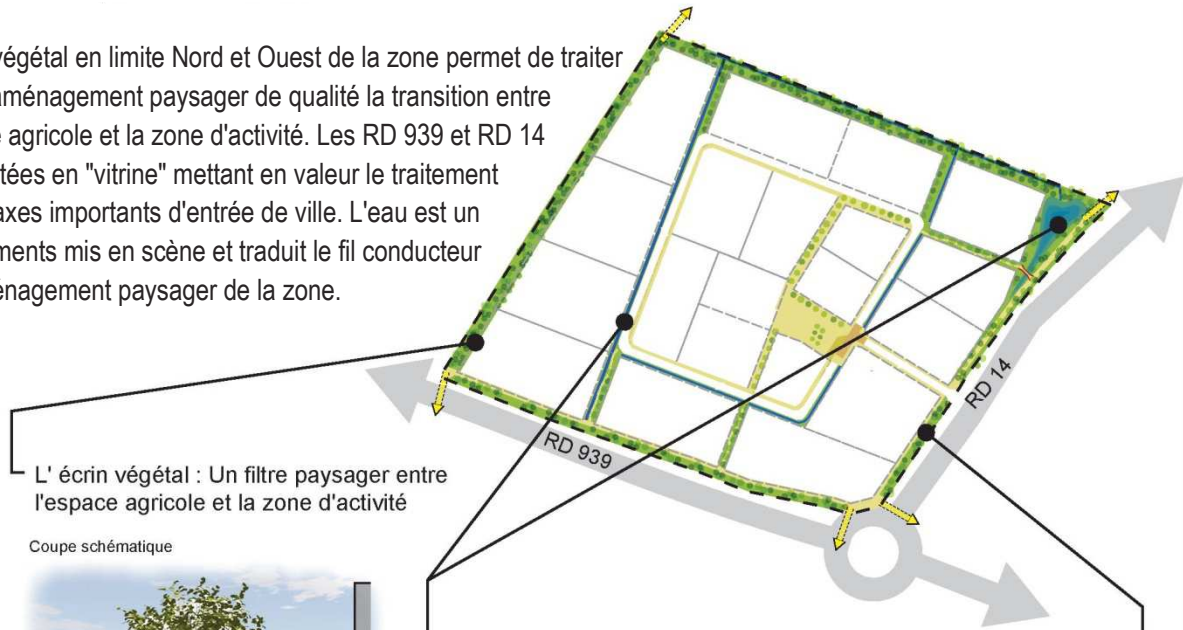 végétal en limite Nord et Ouest de la zone permet de traiter
aménagement paysager de qualité la transition entre
agricole et la zone d'activité. Les RD 939 et RD 14
tées en "vitrine" mettant en valeur le traitement
axes importants d'entrée de ville. L'eau est un
ments mis en scène et traduit le fil conducteur
énagement paysager de la zone.
RD 14
RD 939
L' écrin végétal : Un filtre paysager entre
l'espace agricole et la zone d'activité
Coupe schématique